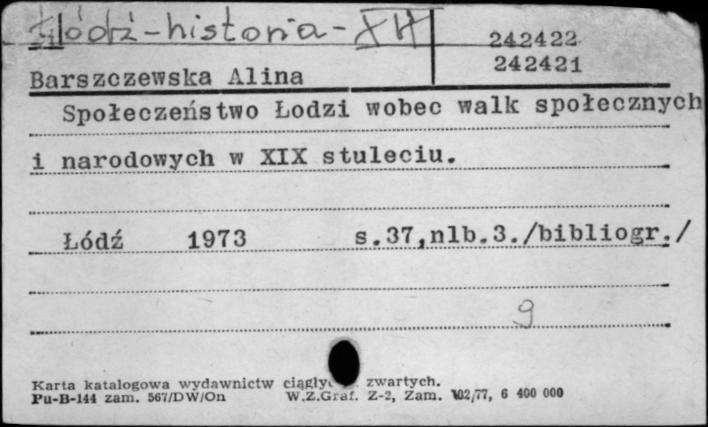 Łódź-historia-XIX 242422
242421
Barszczewska Alina
Społeczeństwo Łodzi wobec walk społecznych
i narodowych w XIX stuleciu.
Łódź 1973 s.37,nlb.3./bibliogr./
9
Karta katalogowa wydawnictw zwartych.
Pu-B-144 zam. 567/DW/On W.Z.Graf. Z-2, Zam. 102/77, 6 400 000